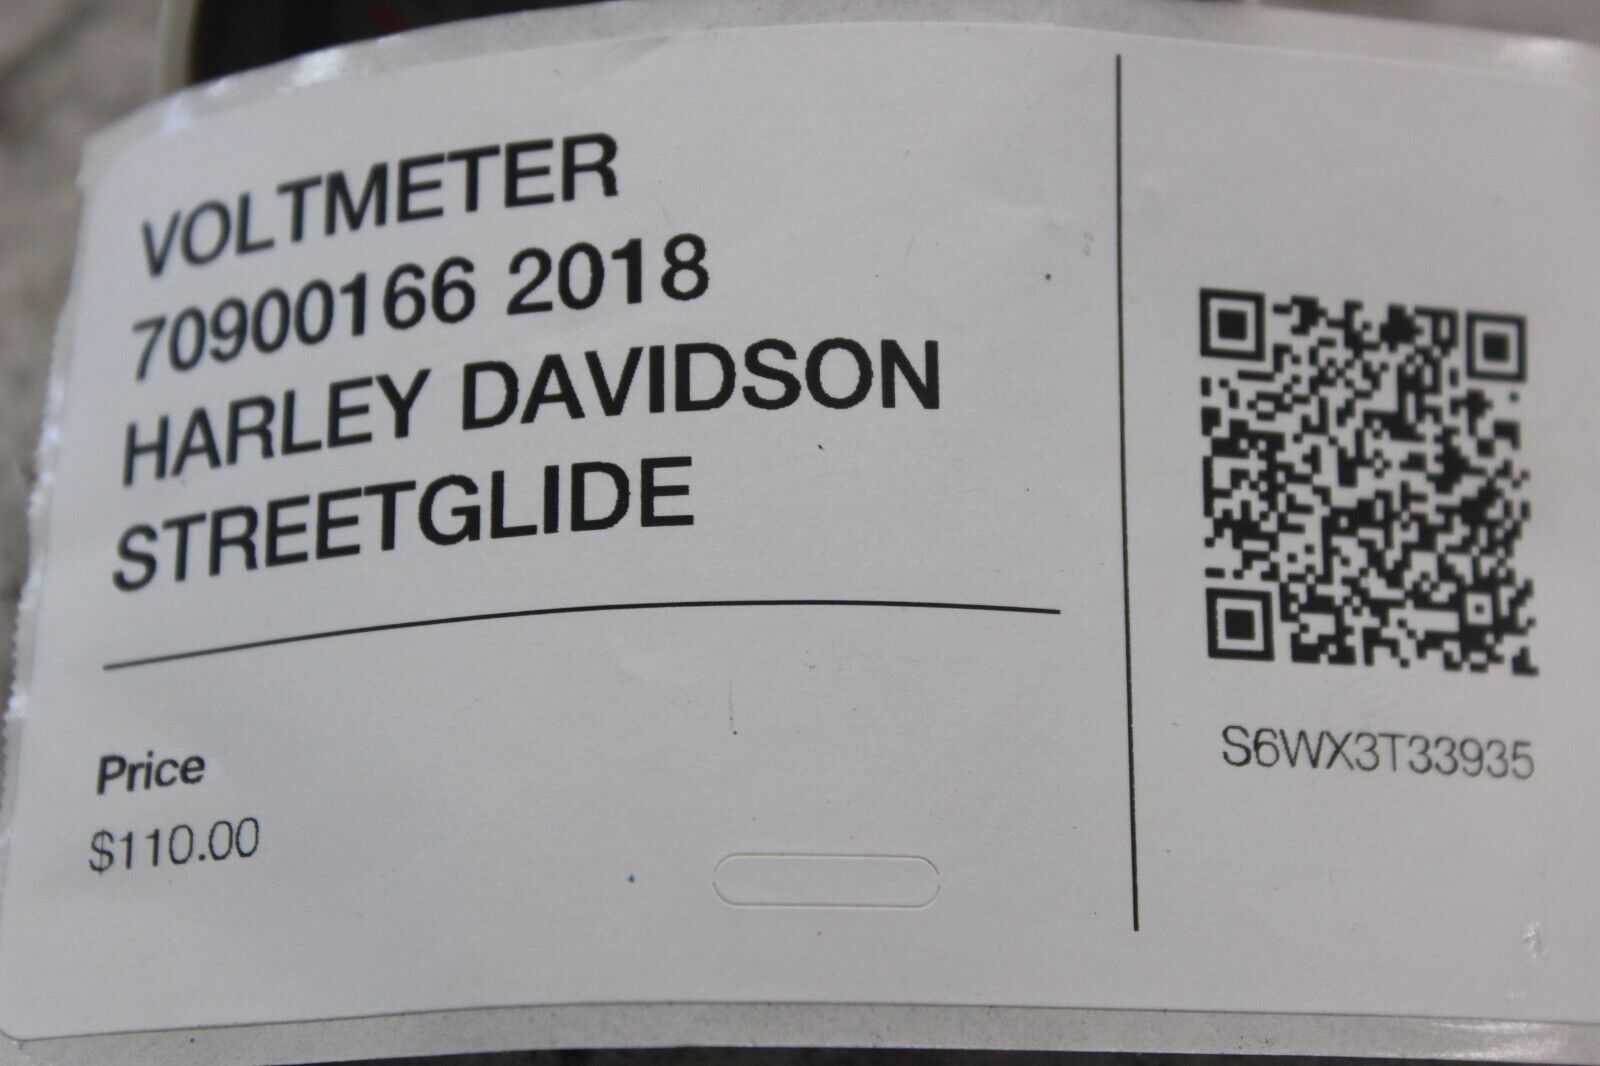 VOLTMETER
70900166 2018
HARLEY DAVIDSON
STREETGLIDE
Price
$110.00
S6WX3T33935